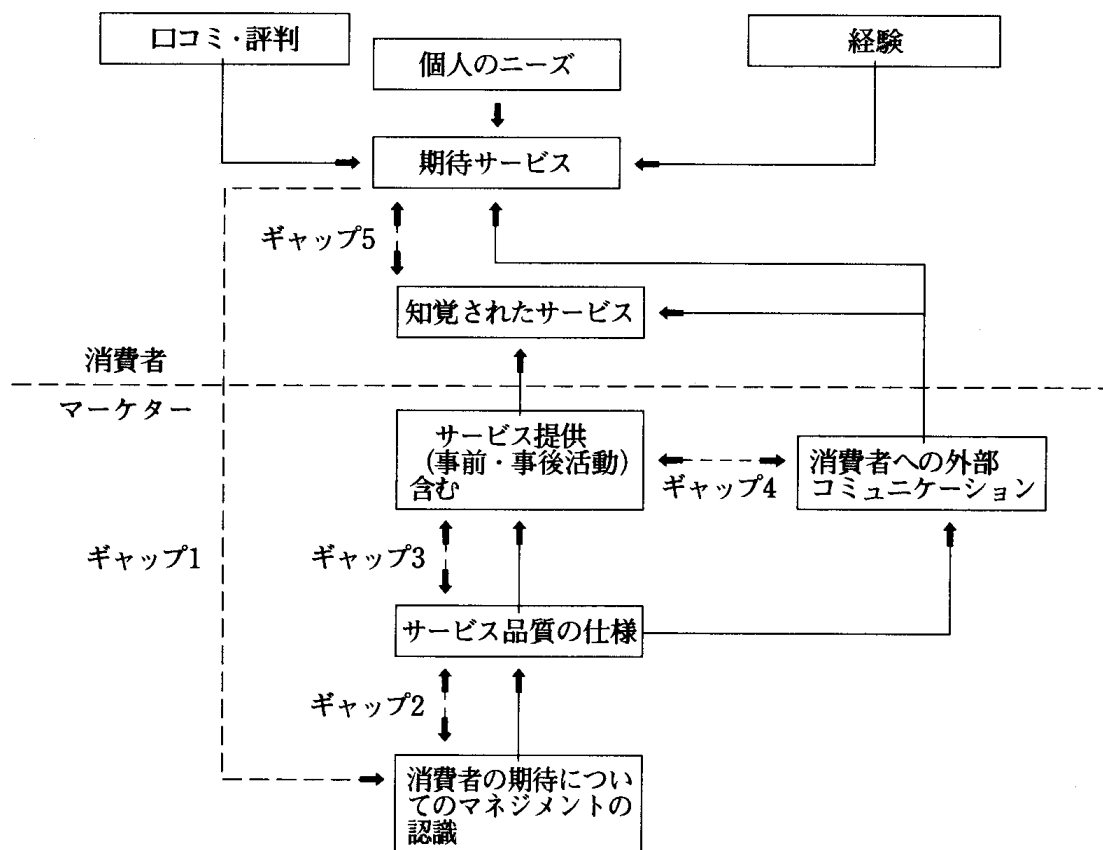 口コミ・評判
個人のニーズ
経験
期待サービス
ギャップ5
知覚されたサービス
消費者
マーケター
サービス提供
(事前・事後活動)
含む
ギャップ4
消費者への外部
コミュニケーション
ギャップ1
ギャップ3
サービス品質の仕様
ギャップ2
消費者の期待につい
てのマネジメントの
認識